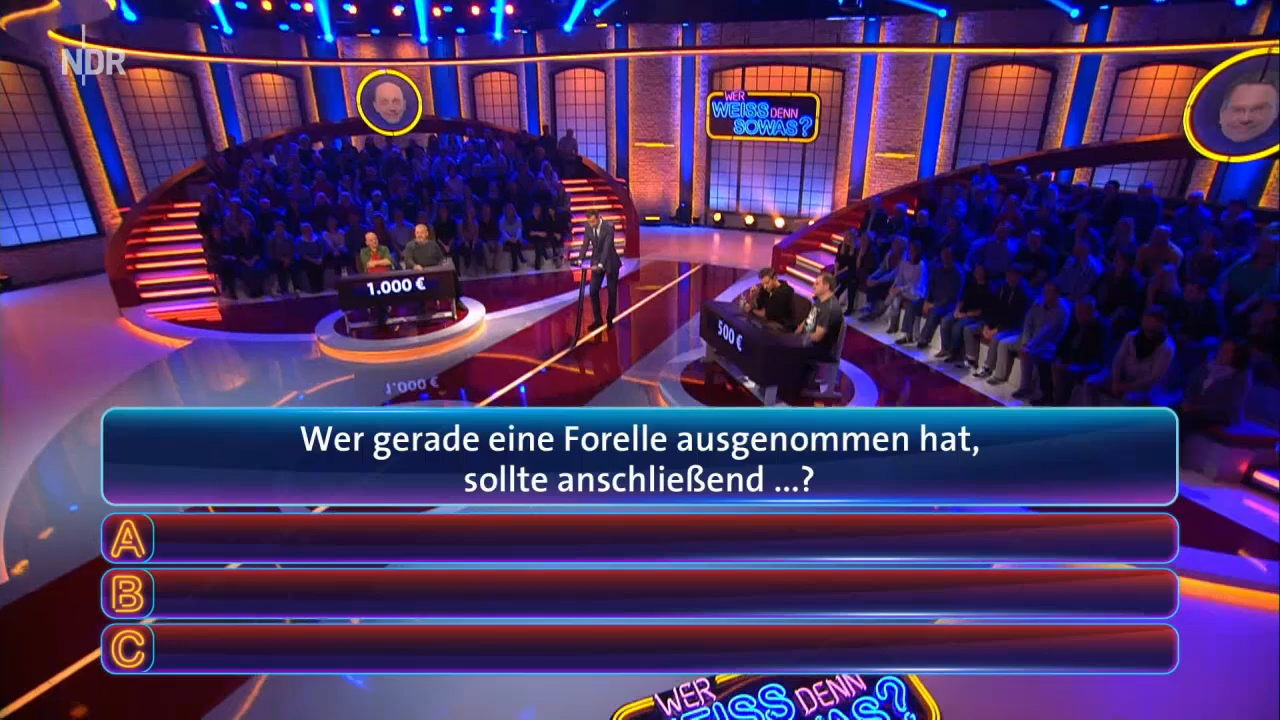 NDR
WER
WEISS DENN
SOWAS?
1.000 €
500 €
1.000 €
Wer gerade eine Forelle ausgenommen hat,
sollte anschließend ...?
A
B
C
WER
WEISS DENN
SOWAS?